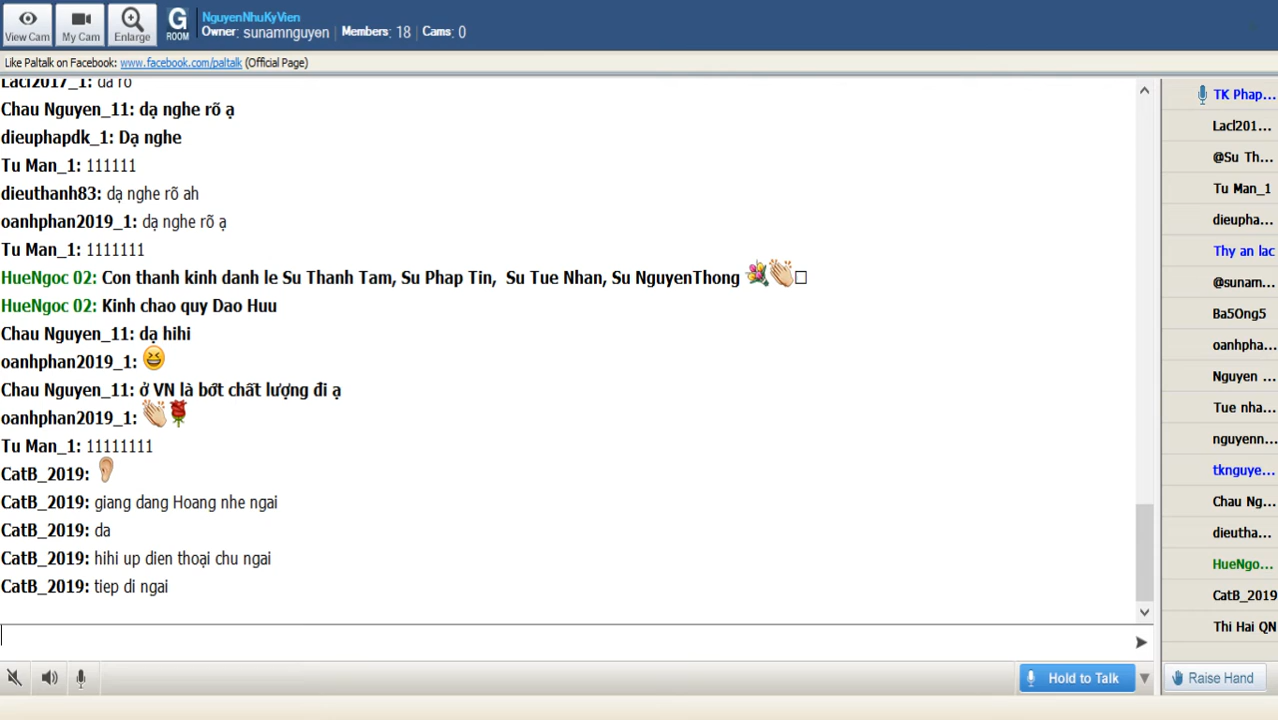 View Cam
My Cam
Enlarge
G
ROOM
NguyenNhuKyVien
Owner: sunamnguyen
Members: 18
Cams: 0
Like Paltalk on Facebook: www.facebook.com/paltalk (Official Page)
Lacl2017_1: da ro
Chau Nguyen_11: dạ nghe rõ ạ
dieuphapdk_1: Dạ nghe
Tu Man_1: 111111
dieuthanh83: dạ nghe rõ ah
oanhphan2019_1: dạ nghe rõ ạ
Tu Man_1: 1111111
HueNgoc 02: Con thanh kinh danh le Su Thanh Tam, Su Phap Tin,  Su Tue Nhan, Su NguyenThong 💐👏□
HueNgoc 02: Kinh chao quy Dao Huu
Chau Nguyen_11: dạ hihi
oanhphan2019_1: 😆
Chau Nguyen_11: ở VN là bớt chất lượng đi ạ
oanhphan2019_1: 👏🌹
Tu Man_1: 11111111
CatB_2019: 👂
CatB_2019: giang dang Hoang nhe ngai
CatB_2019: da
CatB_2019: hihi up dien thoại chu ngai
CatB_2019: tiep di ngai
TK Phap...
Lacl201...
@Su Th...
Tu Man_1
dieupha...
Thy an lac
@sunam...
Ba5Ong5
oanhpha...
Nguyen ...
Tue nha...
nguyenn...
tknguye...
Chau Ng...
dieutha...
HueNgo...
CatB_2019
Thi Hai QN
Hold to Talk
Raise Hand